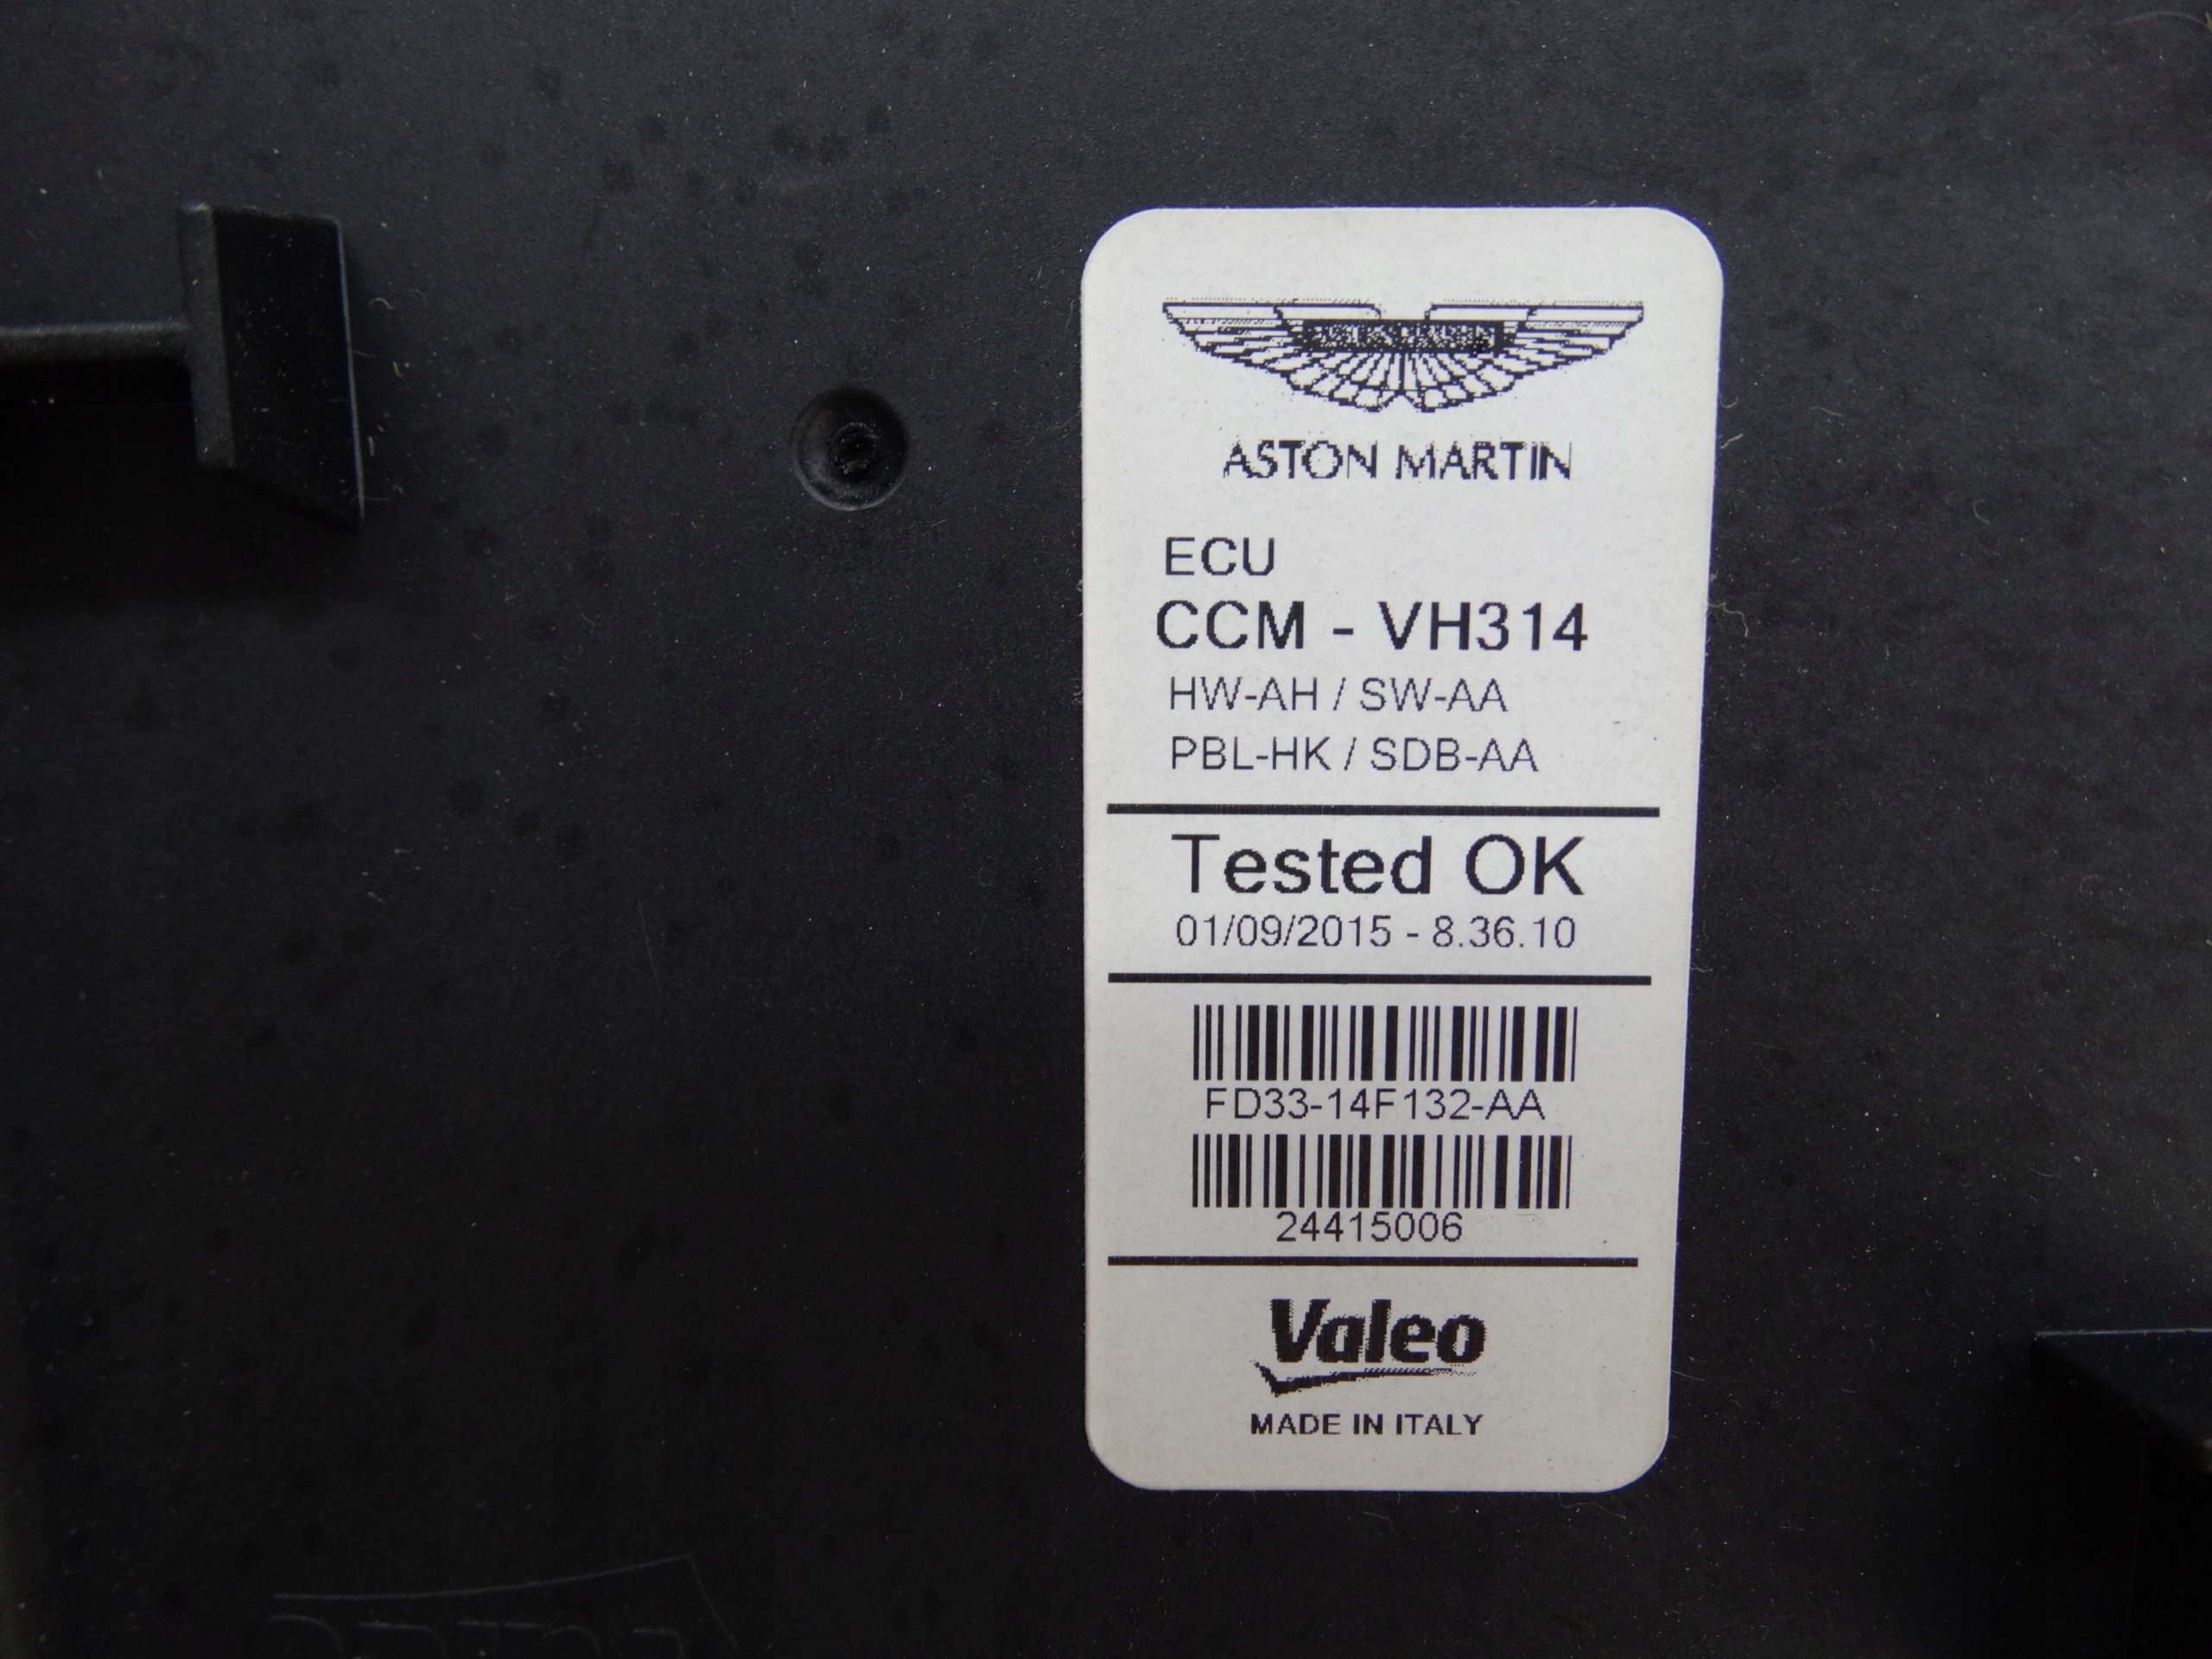 ASTON MARTIN
ECU
CCM - VH314
HW-AH / SW-AA
PBL-HK / SDB-AA
Tested OK
01/09/2015 - 8.36.10
FD33-14F132-AA
24415006
Valeo
MADE IN ITALY